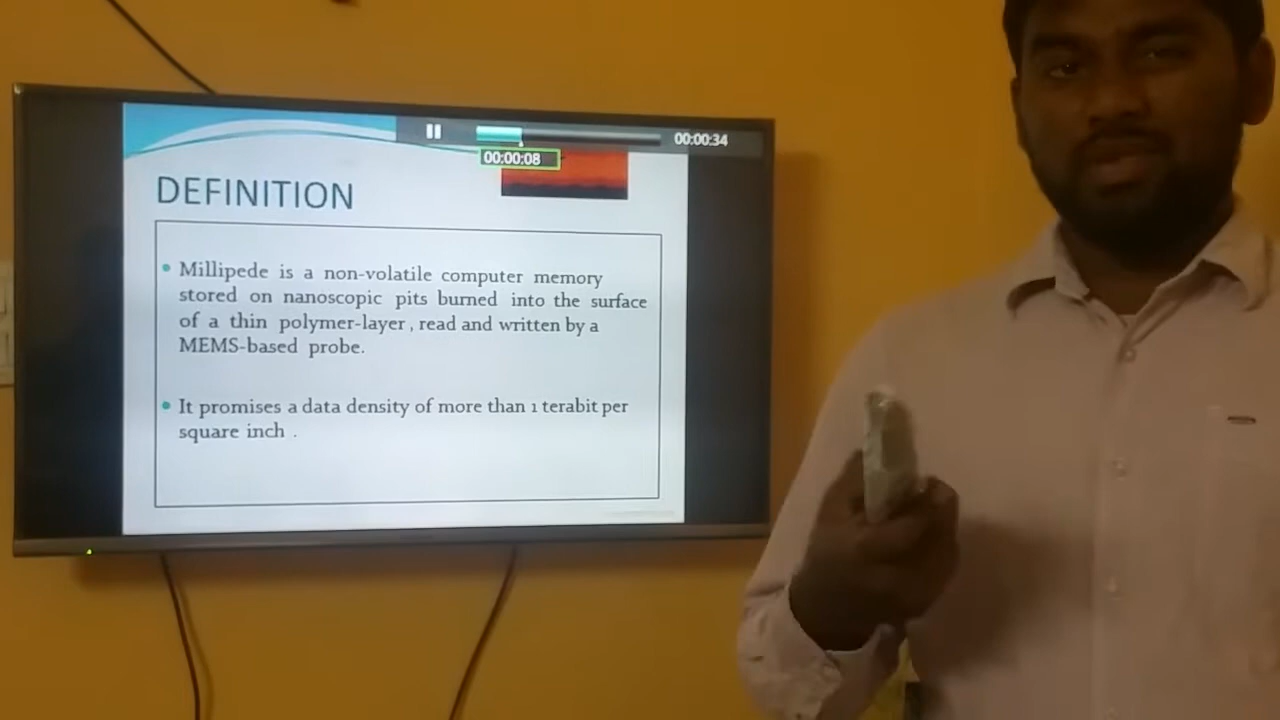 00:00:34
00:00:08
DEFINITION
• Millipede is a non-volatile computer memory
stored on nanoscopic pits burned into the surface
of a thin polymer-layer , read and written by a
MEMS-based probe.
• It promises a data density of more than 1 terabit per
square inch .